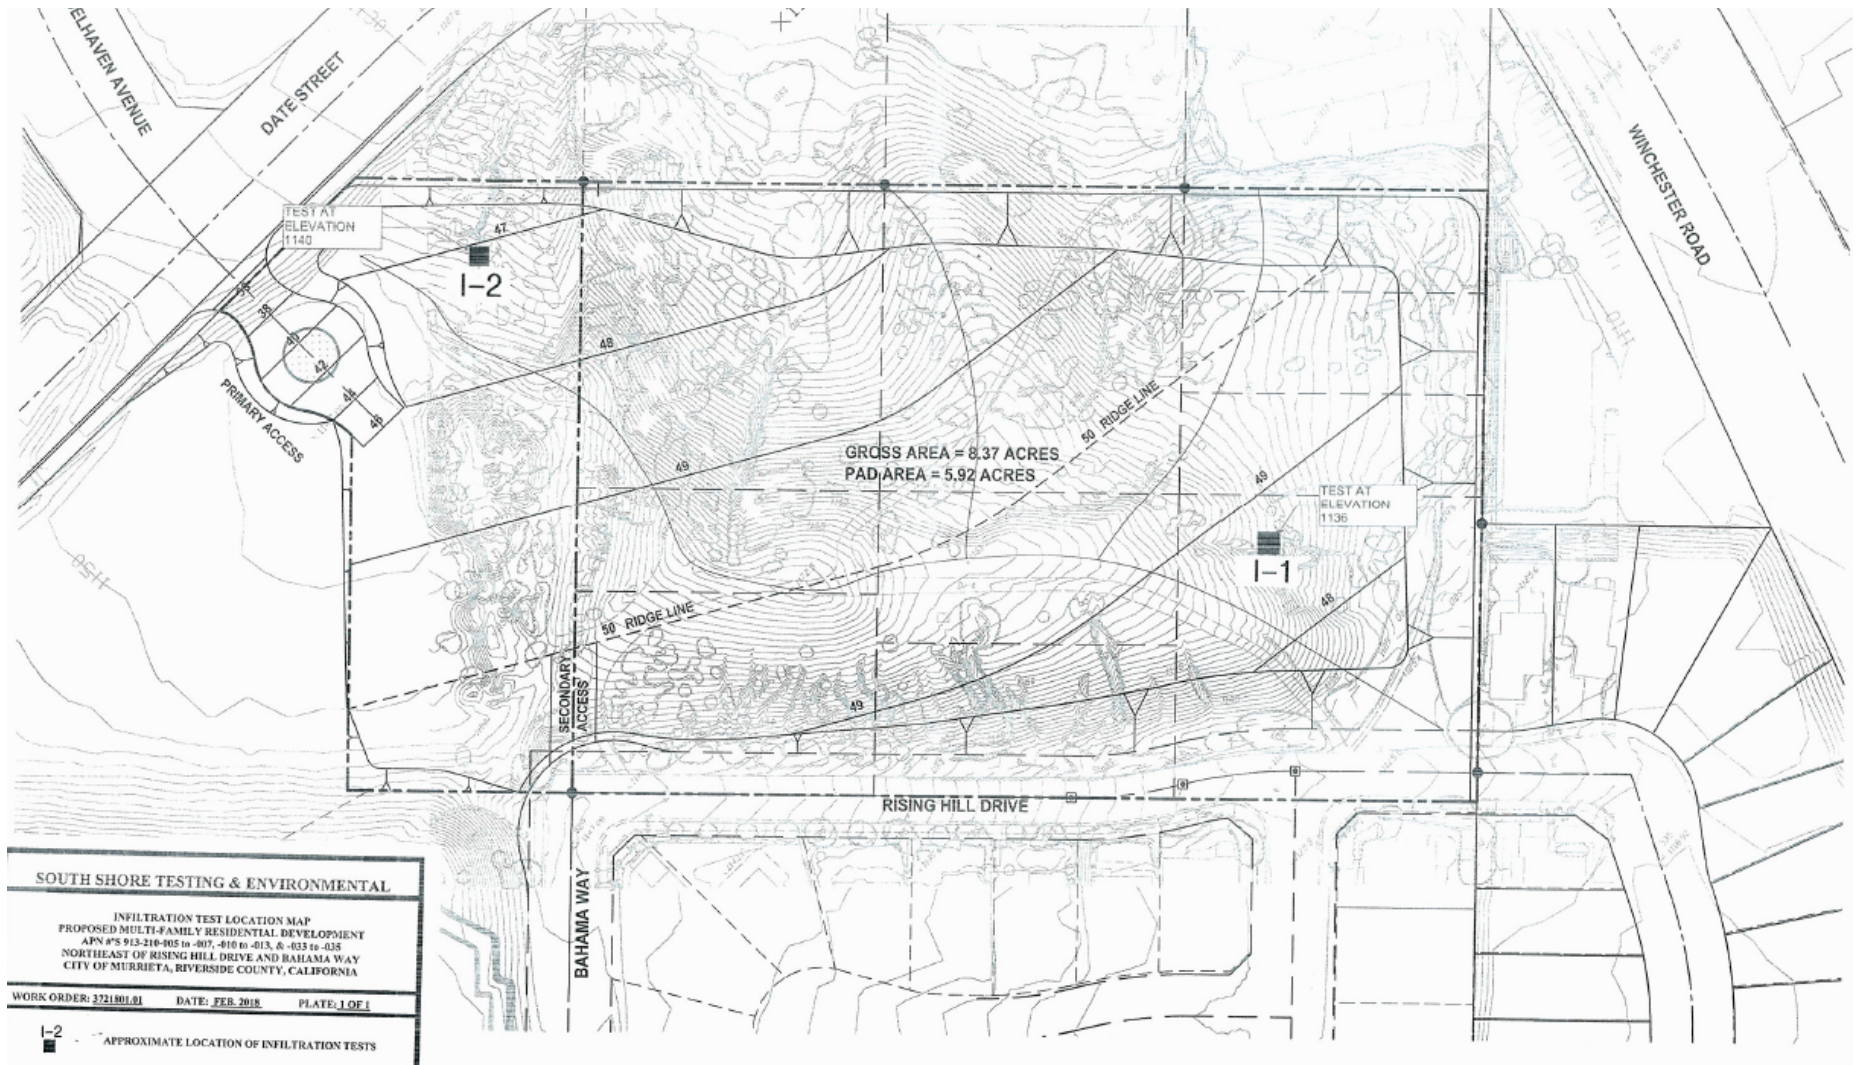 ELHAVEN AVENUE
DATE STREET
WINCHESTER ROAD
TEST AT
ELEVATION
1140
47
I-2
38
40
42
44
46
PRIMARY ACCESS
48
50 RIDGE LINE
GROSS AREA = 8.37 ACRES
PAD AREA = 5.92 ACRES
49
49
TEST AT
ELEVATION
1136
I-1
48
1150
50 RIDGE LINE
SECONDARY
ACCESS
49
RISING HILL DRIVE
BAHAMA WAY
SOUTH SHORE TESTING & ENVIRONMENTAL
INFILTRATION TEST LOCATION MAP
PROPOSED MULTI-FAMILY RESIDENTIAL DEVELOPMENT
APN #'S 913-210-005 to -007, -010 to -013, & -033 to -035
NORTHEAST OF RISING HILL DRIVE AND BAHAMA WAY
CITY OF MURRIETA, RIVERSIDE COUNTY, CALIFORNIA
WORK ORDER: 3721801.01 DATE: FEB. 2018 PLATE: 1 OF 1
I-2
APPROXIMATE LOCATION OF INFILTRATION TESTS